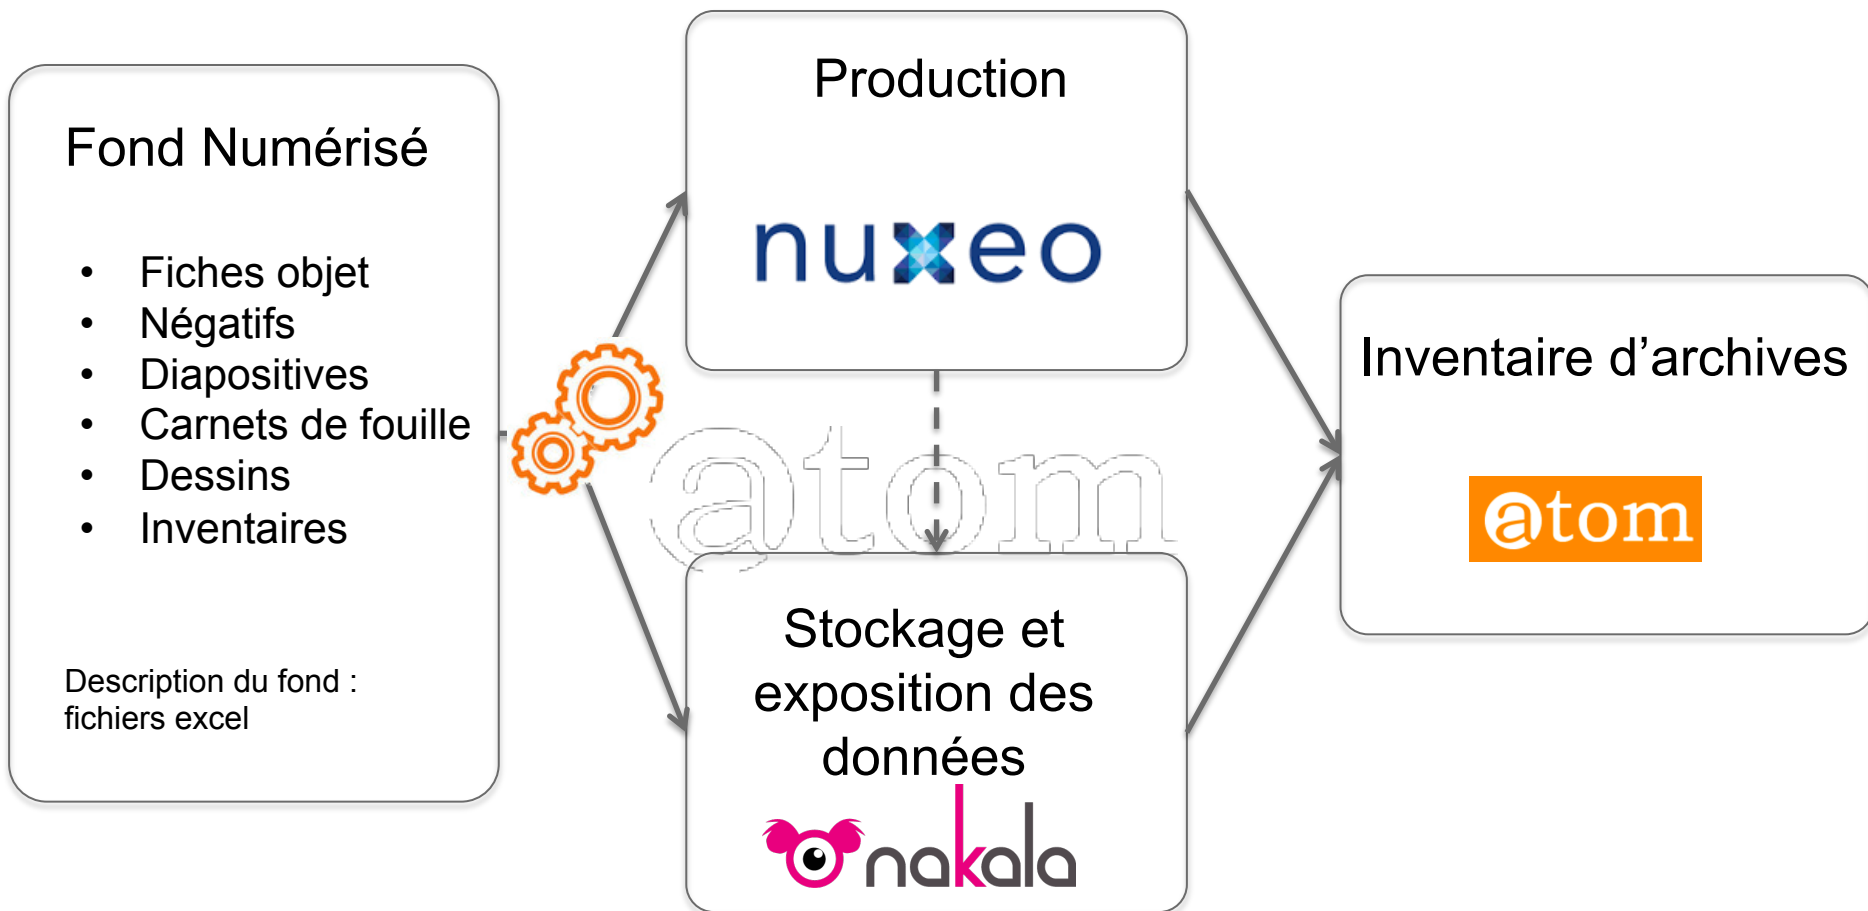 Fond Numérisé
• Fiches objet
• Négatifs
• Diapositives
• Carnets de fouille
• Dessins
• Inventaires
Description du fond :
fichiers excel
Production
nuxeo
atom
Stockage et
exposition des
données
nakala
Inventaire d’archives
atom